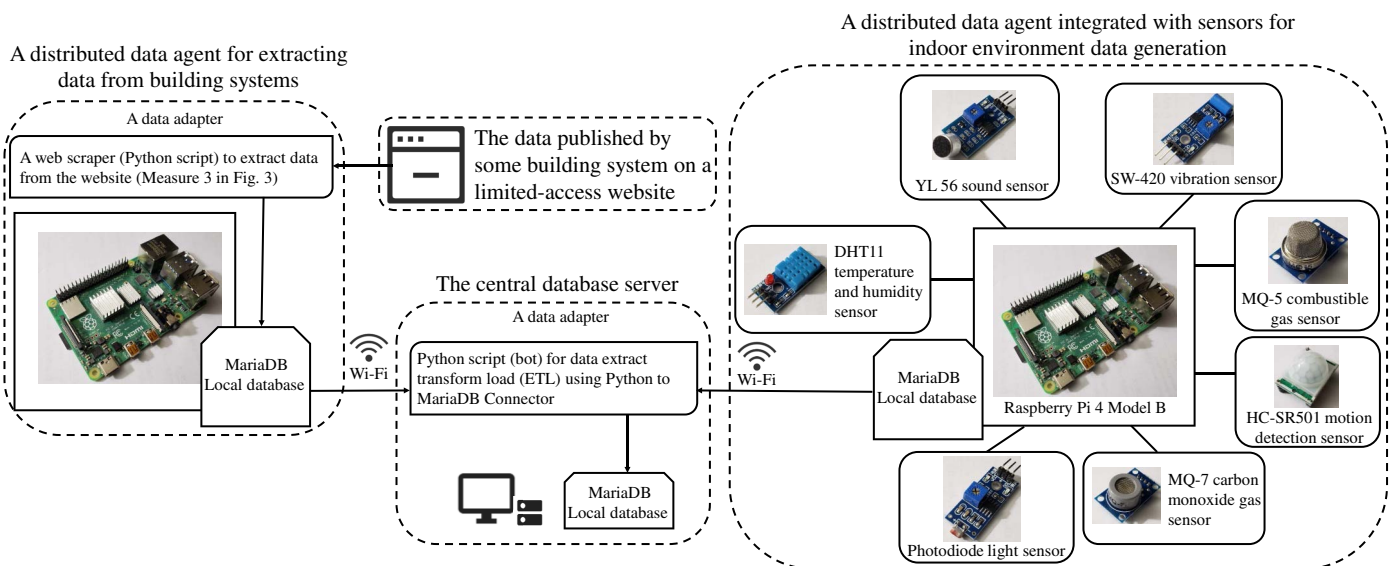 A distributed data agent for extracting
data from building systems
A data adapter
A web scraper (Python script) to extract data
from the website (Measure 3 in Fig. 3)
MariaDB
Local database
The data published by
some building system on a
limited-access website
Wi-Fi
The central database server
A data adapter
Python script (bot) for data extract
transform load (ETL) using Python to
MariaDB Connector
MariaDB
Local database
Wi-Fi
A distributed data agent integrated with sensors for
indoor environment data generation
YL 56 sound sensor
SW-420 vibration sensor
DHT11
temperature
and humidity
sensor
MQ-5 combustible
gas sensor
MariaDB
Local database
Raspberry Pi 4 Model B
HC-SR501 motion
detection sensor
Photodiode light sensor
MQ-7 carbon
monoxide gas
sensor